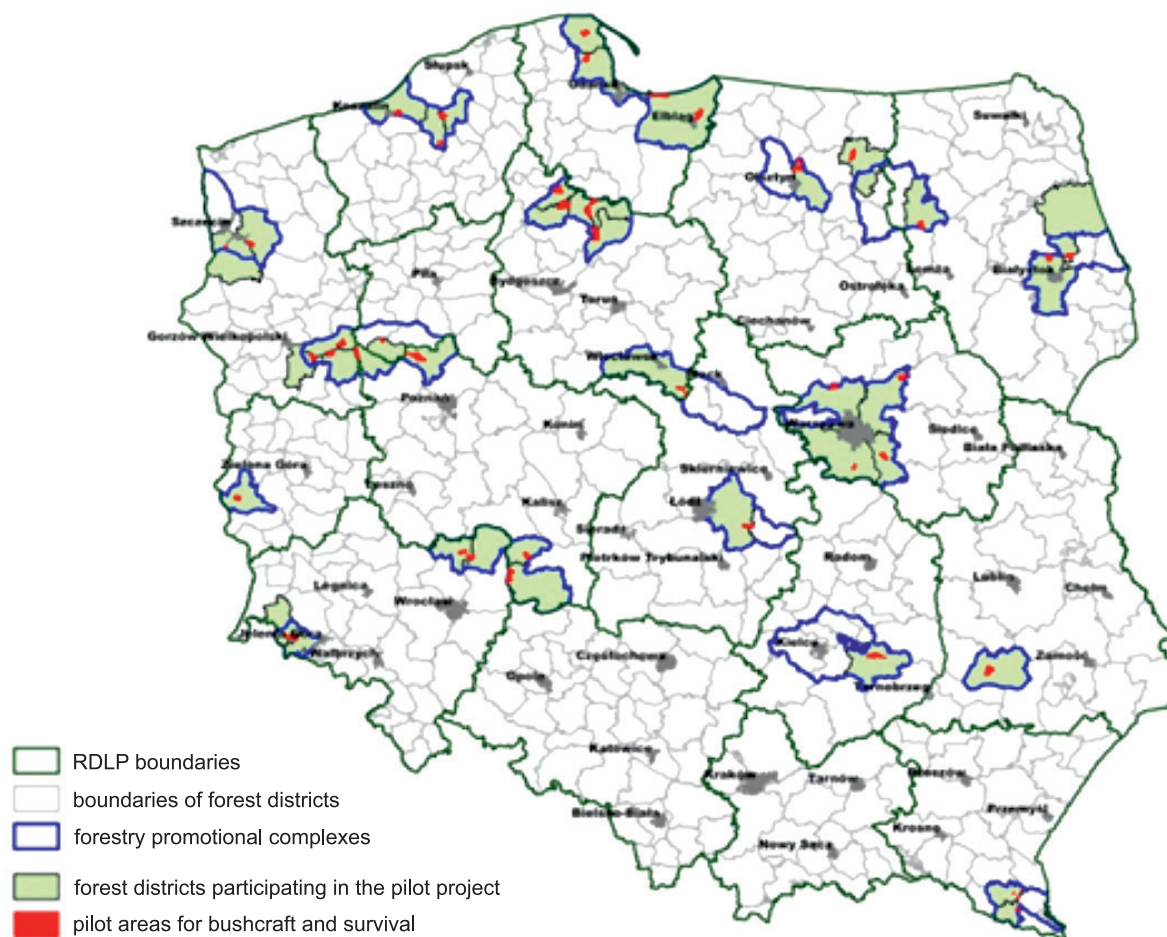 Słupsk
Koszalin
Gdańsk
Elbląg
Suwałki
Olsztyn
Szczecin
Piła
Bydgoszcz
Toruń
Łomża
Białystok
Ostrołęka
Ciechanów
Gorzów Wielkopolski
Włocławek
Płock
Poznań
Konin
Warszawa
Siedlce
Biała Podlaska
Zielona Góra
Leszno
Skierniewice
Kalisz
Łódź
Sieradz
Piotrków Trybunalski
Radom
Legnica
Wrocław
Lublin
Chełm
Jelenia Góra
Wałbrzych
Kielce
Zamość
Częstochowa
Opole
Tarnobrzeg
Katowice
Kraków
Tarnów
Rzeszów
Przemyśl
Bielsko-Biała
Krosno
Nowy Sącz
RDLP boundaries
boundaries of forest districts
forestry promotional complexes
forest districts participating in the pilot project
pilot areas for bushcraft and survival